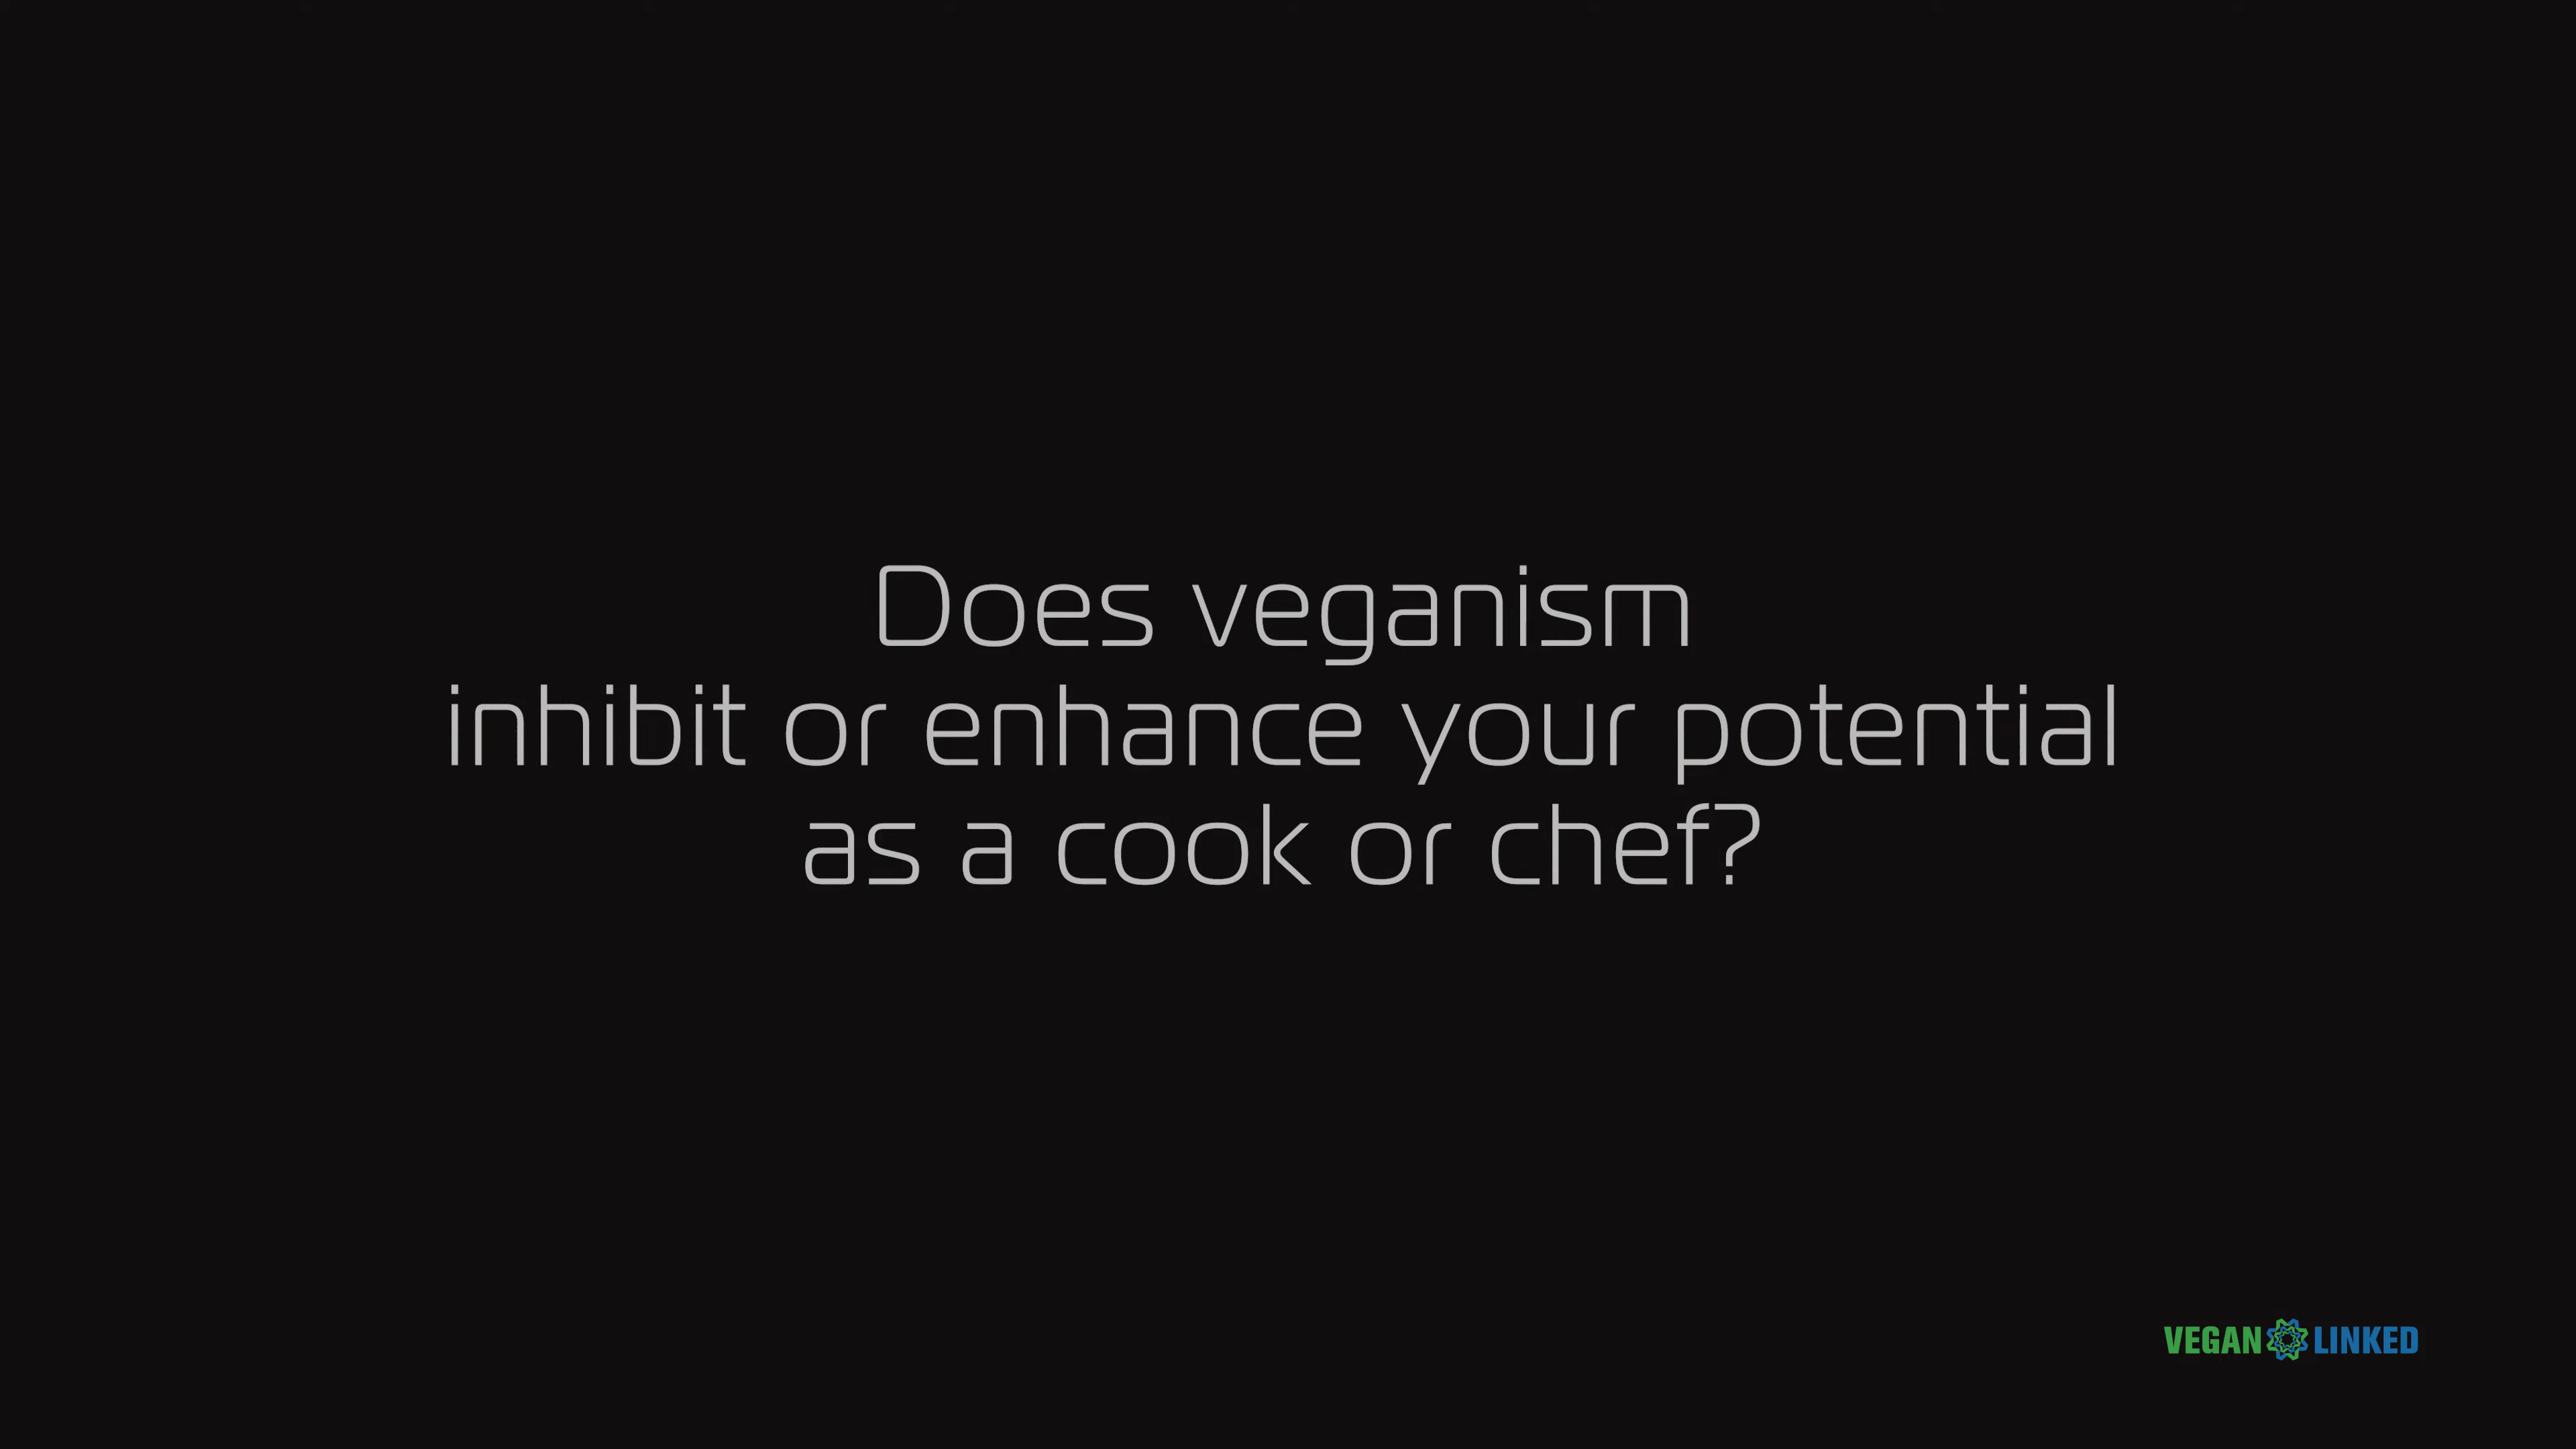 Does veganism
inhibit or enhance your potential
as a cook or chef?
VEGAN LINKED